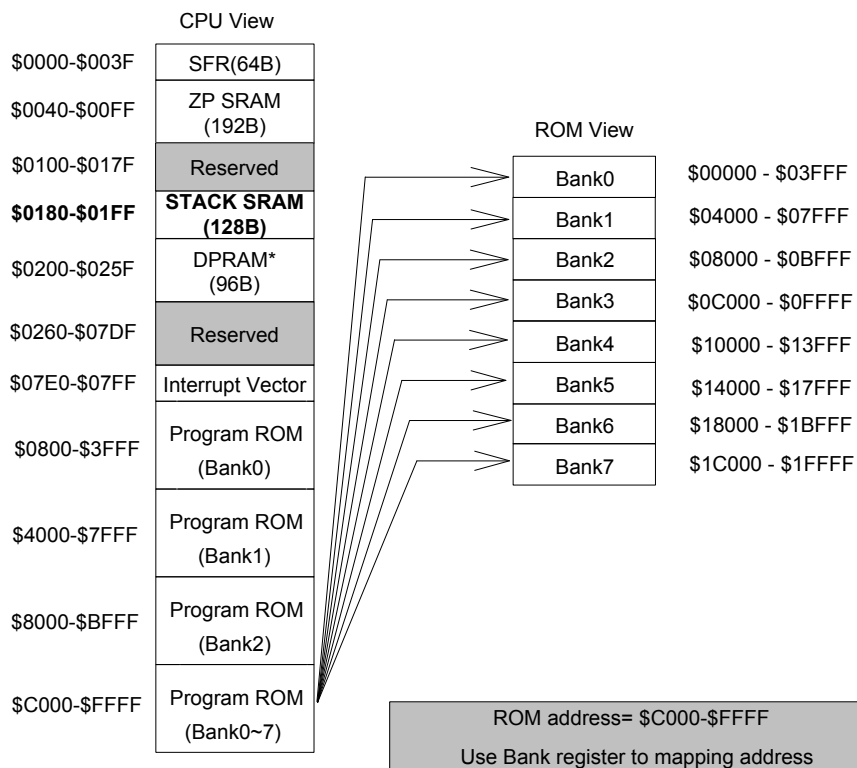 CPU View
$0000-$003F
SFR(64B)
$0040-$00FF
ZP SRAM
(192B)
$0100-$017F
Reserved
$0180-$01FF
STACK SRAM
(128B)
$0200-$025F
DPRAM*
(96B)
$0260-$07DF
Reserved
$07E0-$07FF
Interrupt Vector
$0800-$3FFF
Program ROM
(Bank0)
$4000-$7FFF
Program ROM
(Bank1)
$8000-$BFFF
Program ROM
(Bank2)
$C000-$FFFF
Program ROM
(Bank0~7)
ROM View
Bank0
$00000 - $03FFF
Bank1
$04000 - $07FFF
Bank2
$08000 - $0BFFF
Bank3
$0C000 - $0FFFF
Bank4
$10000 - $13FFF
Bank5
$14000 - $17FFF
Bank6
$18000 - $1BFFF
Bank7
$1C000 - $1FFFF
ROM address= $C000-$FFFF
Use Bank register to mapping address